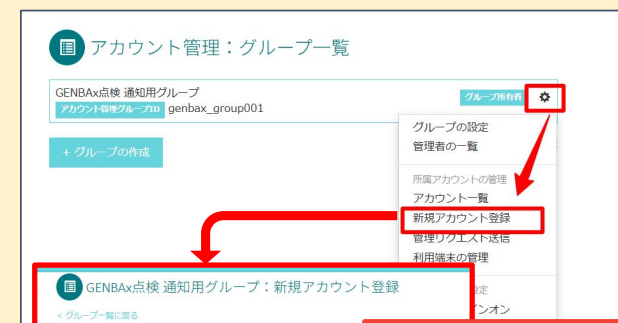 アカウント管理：グループ一覧
GENBAx点検 通知用グループ
グループ所有者
アカウント管理グループID genbax_group001
+ グループの作成
グループの設定
管理者の一覧
所属アカウントの管理
アカウント一覧
新規アカウント登録
管理リクエスト送信
利用端末の管理
GENBAx点検 通知用グループ：新規アカウント登録
< グループ一覧に戻る
設定
インオン